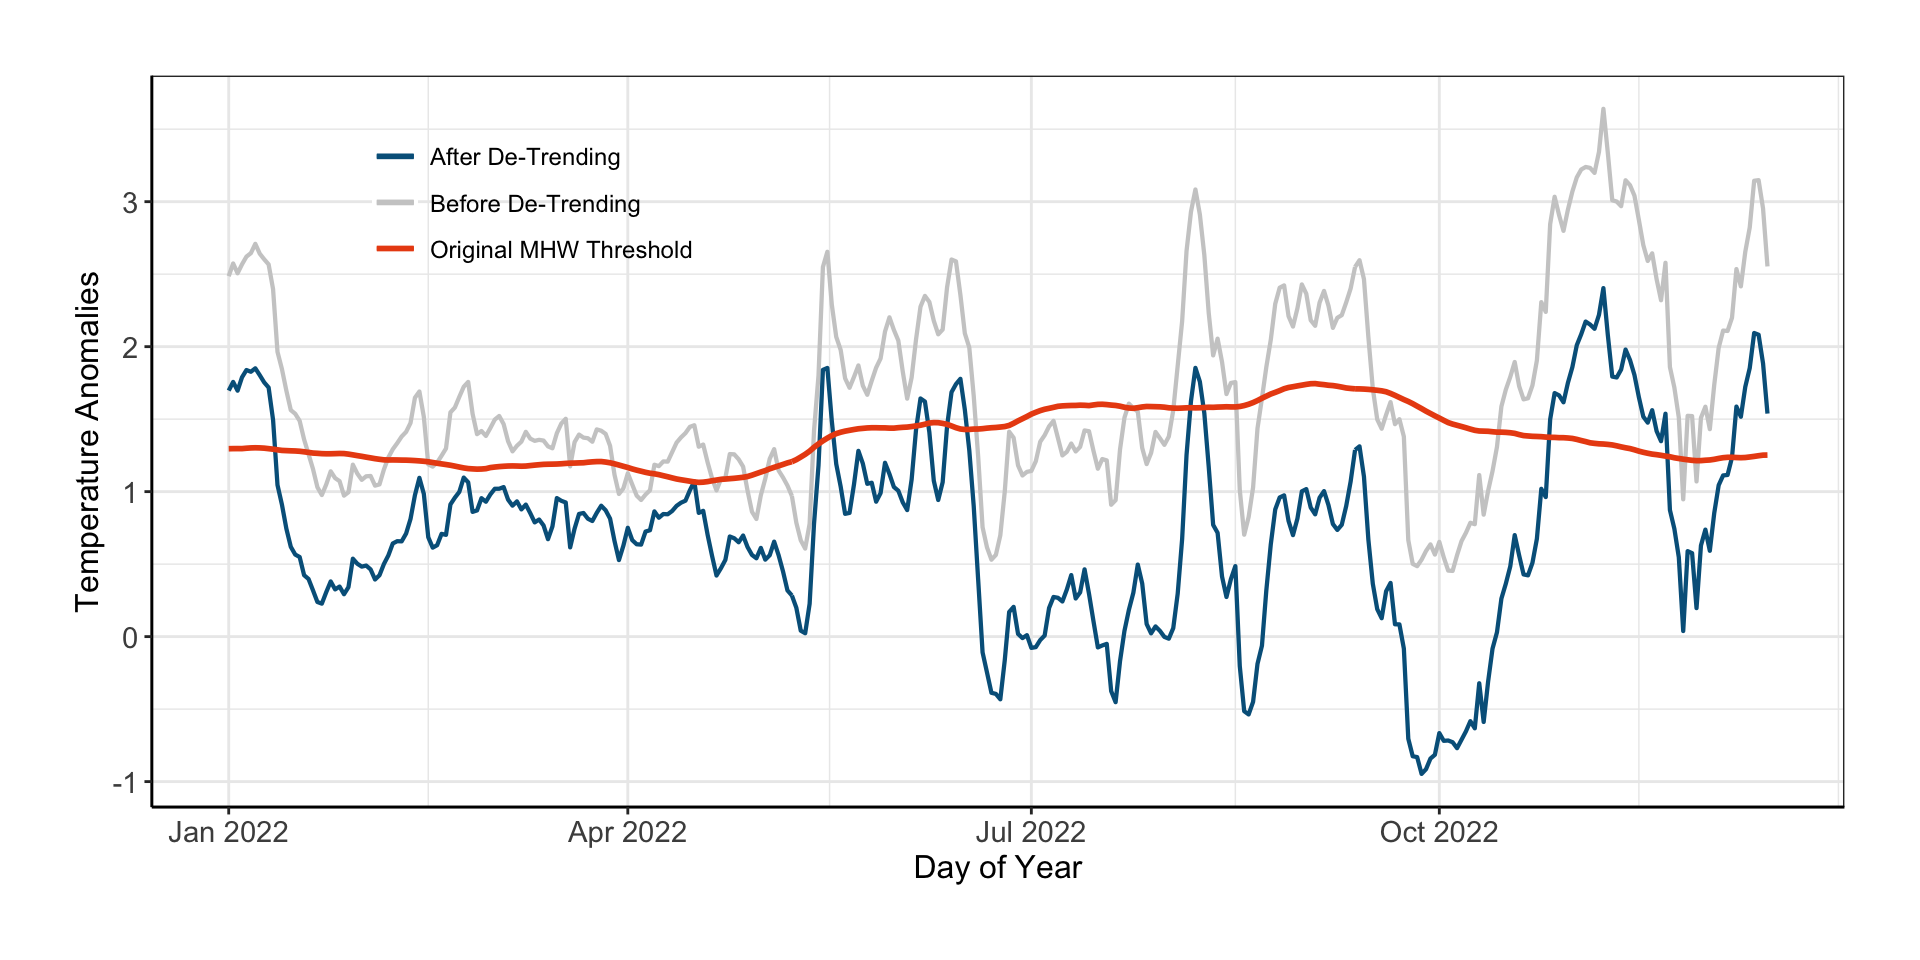 After De-Trending
Before De-Trending
Original MHW Threshold
3
2
1
0
-1
Temperature Anomalies
Jan 2022 Apr 2022 Jul 2022 Oct 2022
Day of Year